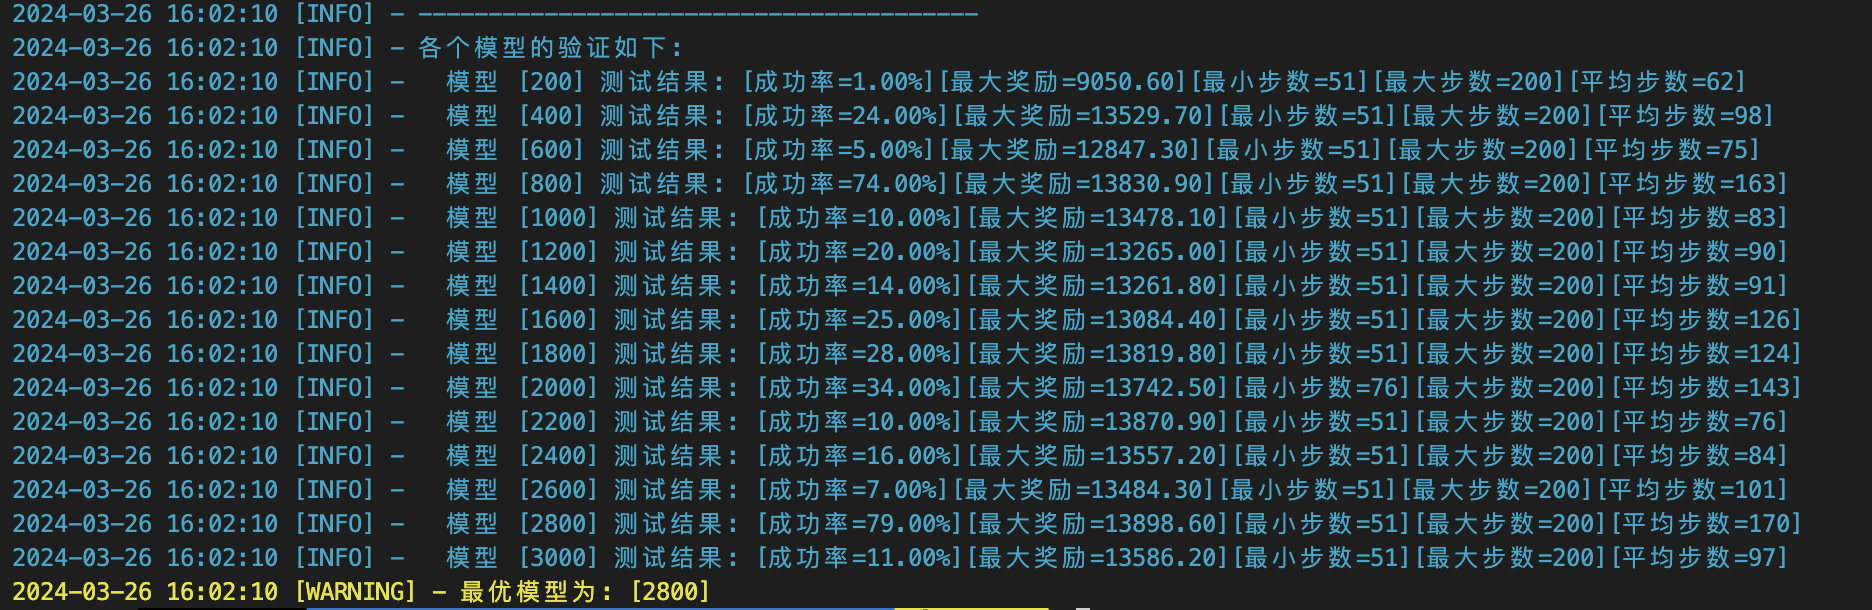 2024-03-26 16:02:10 [INFO] - ----------------------------------------
2024-03-26 16:02:10 [INFO] - 各个模型的验证如下：
2024-03-26 16:02:10 [INFO] -   模型 [200] 测试结果: [成功率=1.00%][最大奖励=9050.60][最小步数=51][最大步数=200][平均步数=62]
2024-03-26 16:02:10 [INFO] -   模型 [400] 测试结果: [成功率=24.00%][最大奖励=13529.70][最小步数=51][最大步数=200][平均步数=98]
2024-03-26 16:02:10 [INFO] -   模型 [600] 测试结果: [成功率=5.00%][最大奖励=12847.30][最小步数=51][最大步数=200][平均步数=75]
2024-03-26 16:02:10 [INFO] -   模型 [800] 测试结果: [成功率=74.00%][最大奖励=13830.90][最小步数=51][最大步数=200][平均步数=163]
2024-03-26 16:02:10 [INFO] -   模型 [1000] 测试结果: [成功率=10.00%][最大奖励=13478.10][最小步数=51][最大步数=200][平均步数=83]
2024-03-26 16:02:10 [INFO] -   模型 [1200] 测试结果: [成功率=20.00%][最大奖励=13265.00][最小步数=51][最大步数=200][平均步数=90]
2024-03-26 16:02:10 [INFO] -   模型 [1400] 测试结果: [成功率=14.00%][最大奖励=13261.80][最小步数=51][最大步数=200][平均步数=91]
2024-03-26 16:02:10 [INFO] -   模型 [1600] 测试结果: [成功率=25.00%][最大奖励=13084.40][最小步数=51][最大步数=200][平均步数=126]
2024-03-26 16:02:10 [INFO] -   模型 [1800] 测试结果: [成功率=28.00%][最大奖励=13819.80][最小步数=51][最大步数=200][平均步数=124]
2024-03-26 16:02:10 [INFO] -   模型 [2000] 测试结果: [成功率=34.00%][最大奖励=13742.50][最小步数=76][最大步数=200][平均步数=143]
2024-03-26 16:02:10 [INFO] -   模型 [2200] 测试结果: [成功率=10.00%][最大奖励=13870.90][最小步数=51][最大步数=200][平均步数=76]
2024-03-26 16:02:10 [INFO] -   模型 [2400] 测试结果: [成功率=16.00%][最大奖励=13557.20][最小步数=51][最大步数=200][平均步数=84]
2024-03-26 16:02:10 [INFO] -   模型 [2600] 测试结果: [成功率=7.00%][最大奖励=13484.30][最小步数=51][最大步数=200][平均步数=101]
2024-03-26 16:02:10 [INFO] -   模型 [2800] 测试结果: [成功率=79.00%][最大奖励=13898.60][最小步数=51][最大步数=200][平均步数=170]
2024-03-26 16:02:10 [INFO] -   模型 [3000] 测试结果: [成功率=11.00%][最大奖励=13586.20][最小步数=51][最大步数=200][平均步数=97]
2024-03-26 16:02:10 [WARNING] - 最优模型为: [2800]